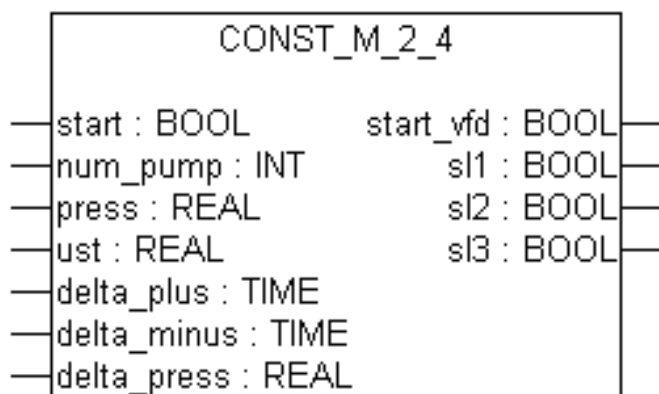 CONST_M_2_4
start : BOOL start_vfd : BOOL
num_pump : INT sl1 : BOOL
press : REAL sl2 : BOOL
ust : REAL sl3 : BOOL
delta_plus : TIME
delta_minus : TIME
delta_press : REAL